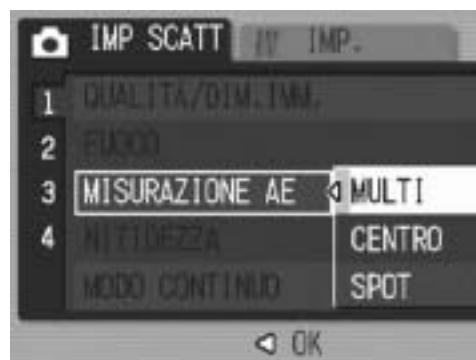 IMP SCATT IMP.
1 QUALITÀ/DIM.IMM.
2 FUOCO
3 MISURAZIONE AE MULTI
4 NITIDEZZA CENTRO
MODO CONTINUO SPOT
OK